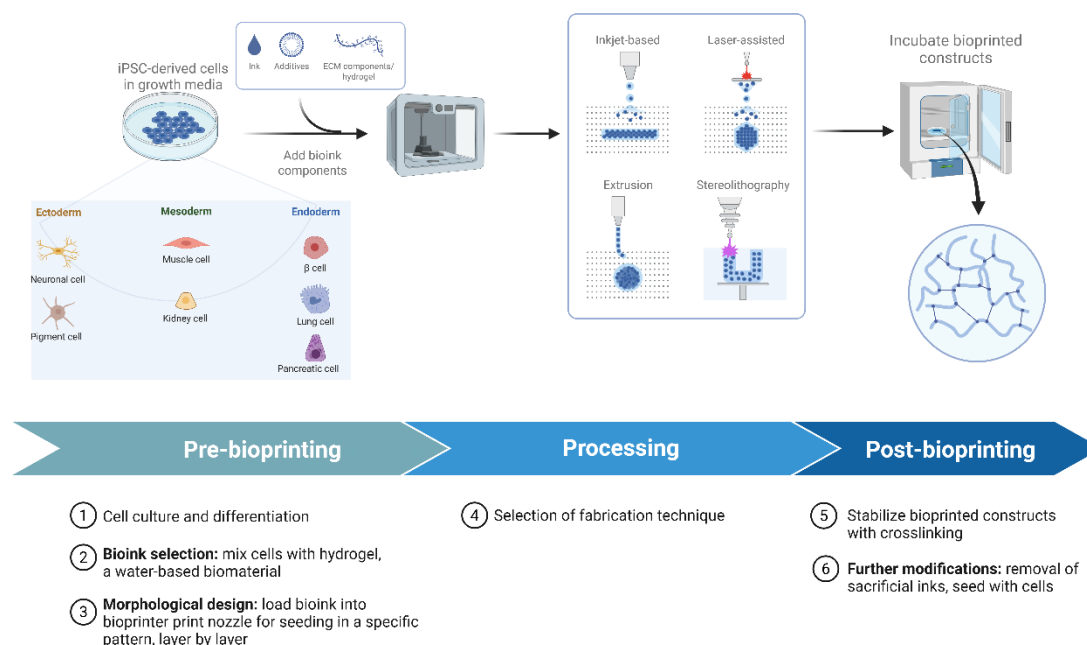 iPSC-derived cells
in growth media
Ink
Additives
ECM components/
hydrogel
Add bioink
components
Inkjet-based
Laser-assisted
Extrusion
Stereolithography
Incubate bioprinted
constructs
Ectoderm
Mesoderm
Endoderm
Neuronal cell
Muscle cell
β cell
Pigment cell
Kidney cell
Lung cell
Pancreatic cell
Pre-bioprinting
Processing
Post-bioprinting
1 Cell culture and differentiation
2 Bioink selection: mix cells with hydrogel,
a water-based biomaterial
3 Morphological design: load bioink into
bioprinter print nozzle for seeding in a specific
pattern, layer by layer
4 Selection of fabrication technique
5 Stabilize bioprinted constructs
with crosslinking
6 Further modifications: removal of
sacrificial inks, seed with cells